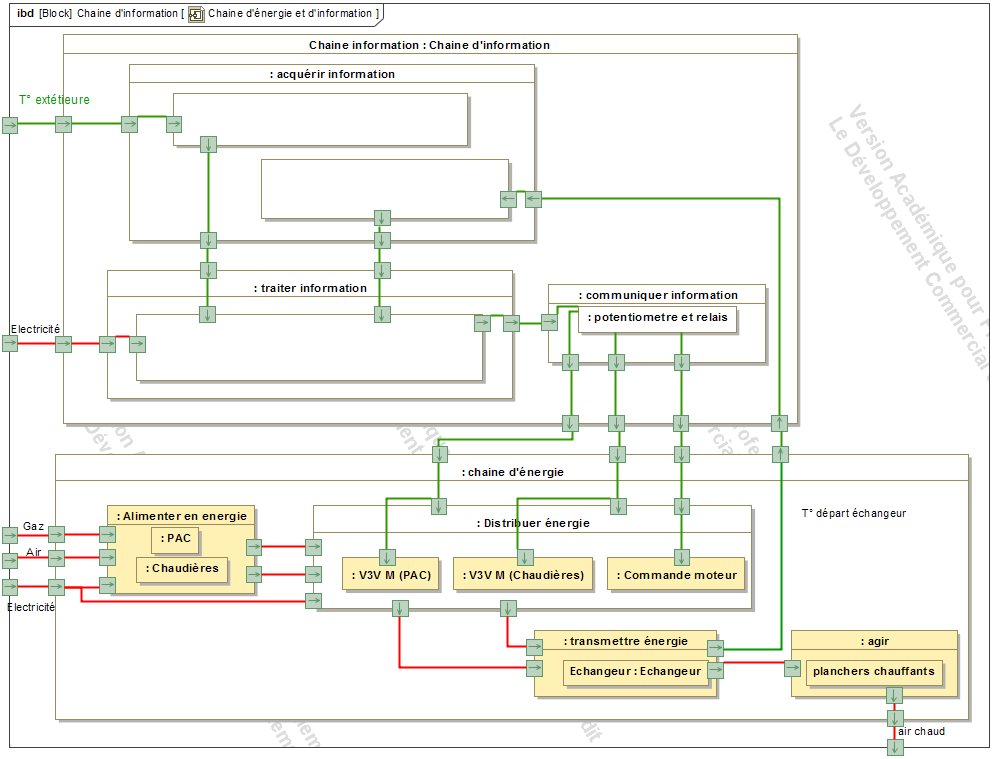 ibd [Block] Chaine d'information [ Chaine d'énergie et d'information ]
Chaine information : Chaine d'information
: acquérir information
T° extétieure
Version Académique pour
Le Développement Commercial
: traiter information
: communiquer information
: potentiometre et relais
Electricité
: chaine d'énergie
: Alimenter en energie
: PAC
: Chaudières
Gaz
Air
Electricité
: Distribuer énergie
: V3V M (PAC)
: V3V M (Chaudières)
: Commande moteur
T° départ échangeur
: transmettre énergie
Echangeur : Echangeur
: agir
planchers chauffants
air chaud